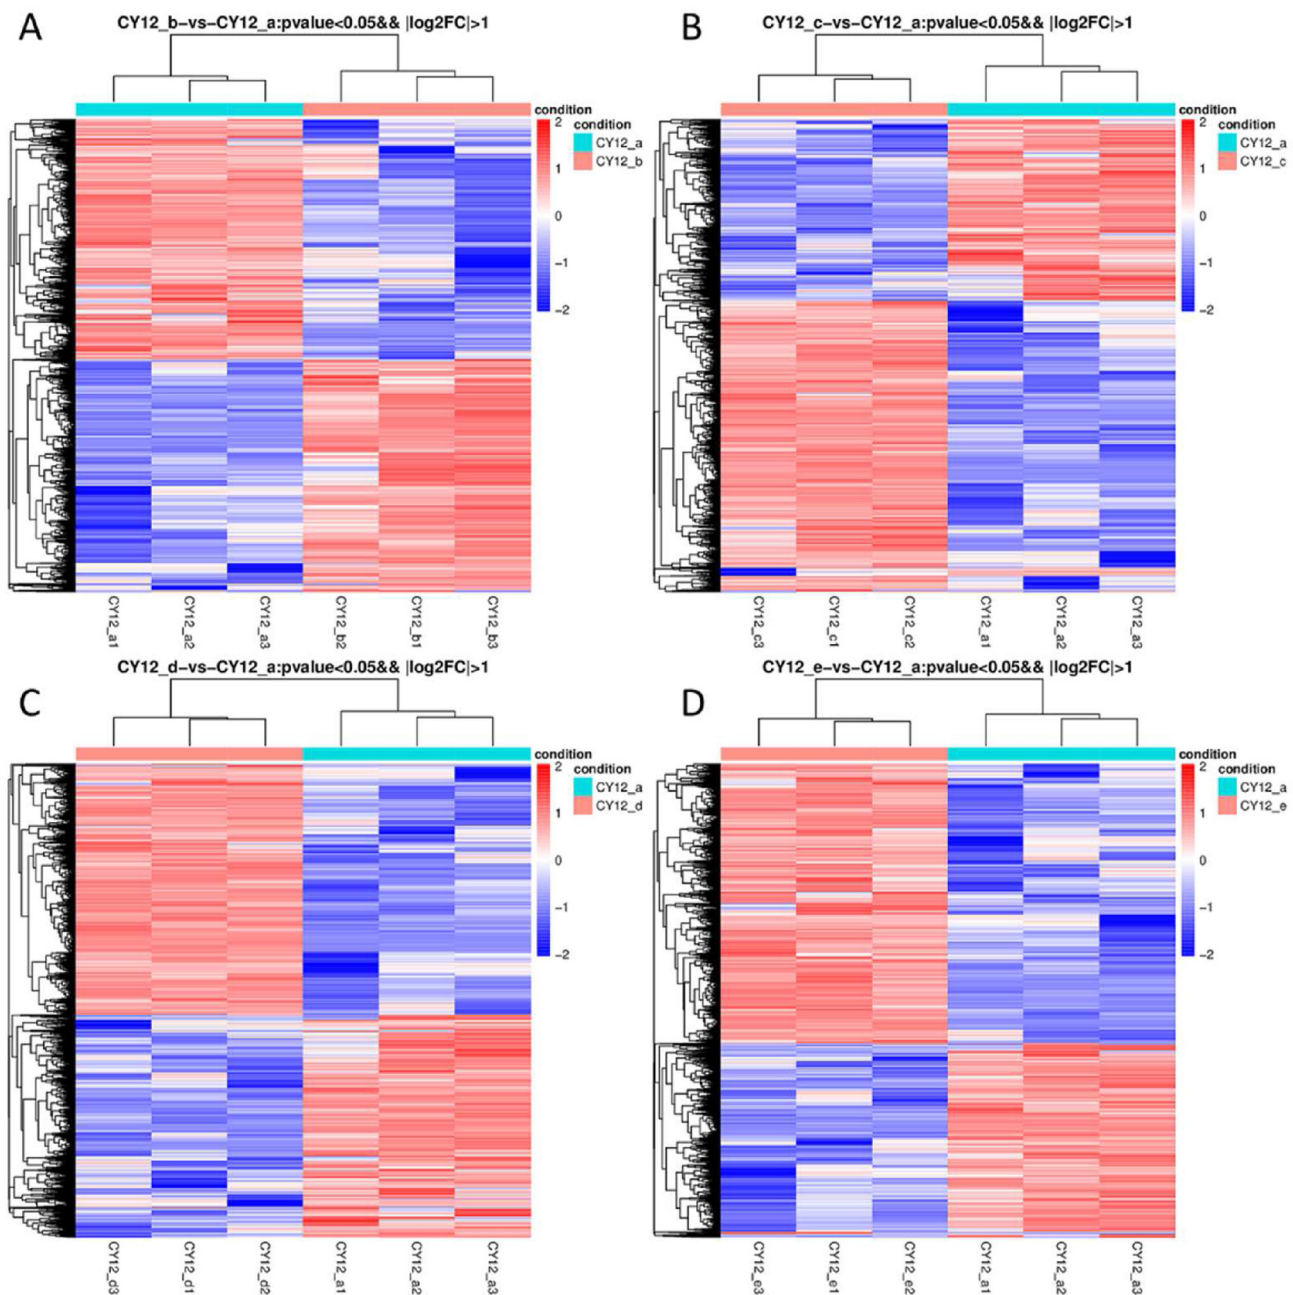 A
CY12_b-vs-CY12_a:pvalue<0.05&& |log2FC|>1
condition
2
1
0
-1
-2
condition
CY12_a
CY12_b
CY12_a1
CY12_a2
CY12_a3
CY12_b2
CY12_b1
CY12_b3
B
CY12_c-vs-CY12_a:pvalue<0.05&& |log2FC|>1
condition
2
1
0
-1
-2
condition
CY12_a
CY12_c
CY12_c3
CY12_c1
CY12_c2
CY12_a1
CY12_a2
CY12_a3
C
CY12_d-vs-CY12_a:pvalue<0.05&& |log2FC|>1
condition
2
1
0
-1
-2
condition
CY12_a
CY12_d
CY12_d3
CY12_d1
CY12_d2
CY12_a1
CY12_a2
CY12_a3
D
CY12_e-vs-CY12_a:pvalue<0.05&& |log2FC|>1
condition
2
1
0
-1
-2
condition
CY12_a
CY12_e
CY12_e3
CY12_e1
CY12_e2
CY12_a1
CY12_a2
CY12_a3